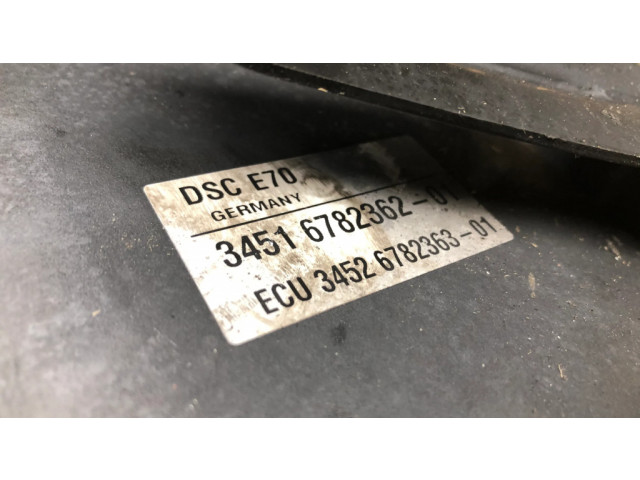 DSC E70
GERMANY
3451 6782362-01
ECU 3452 6782363-01